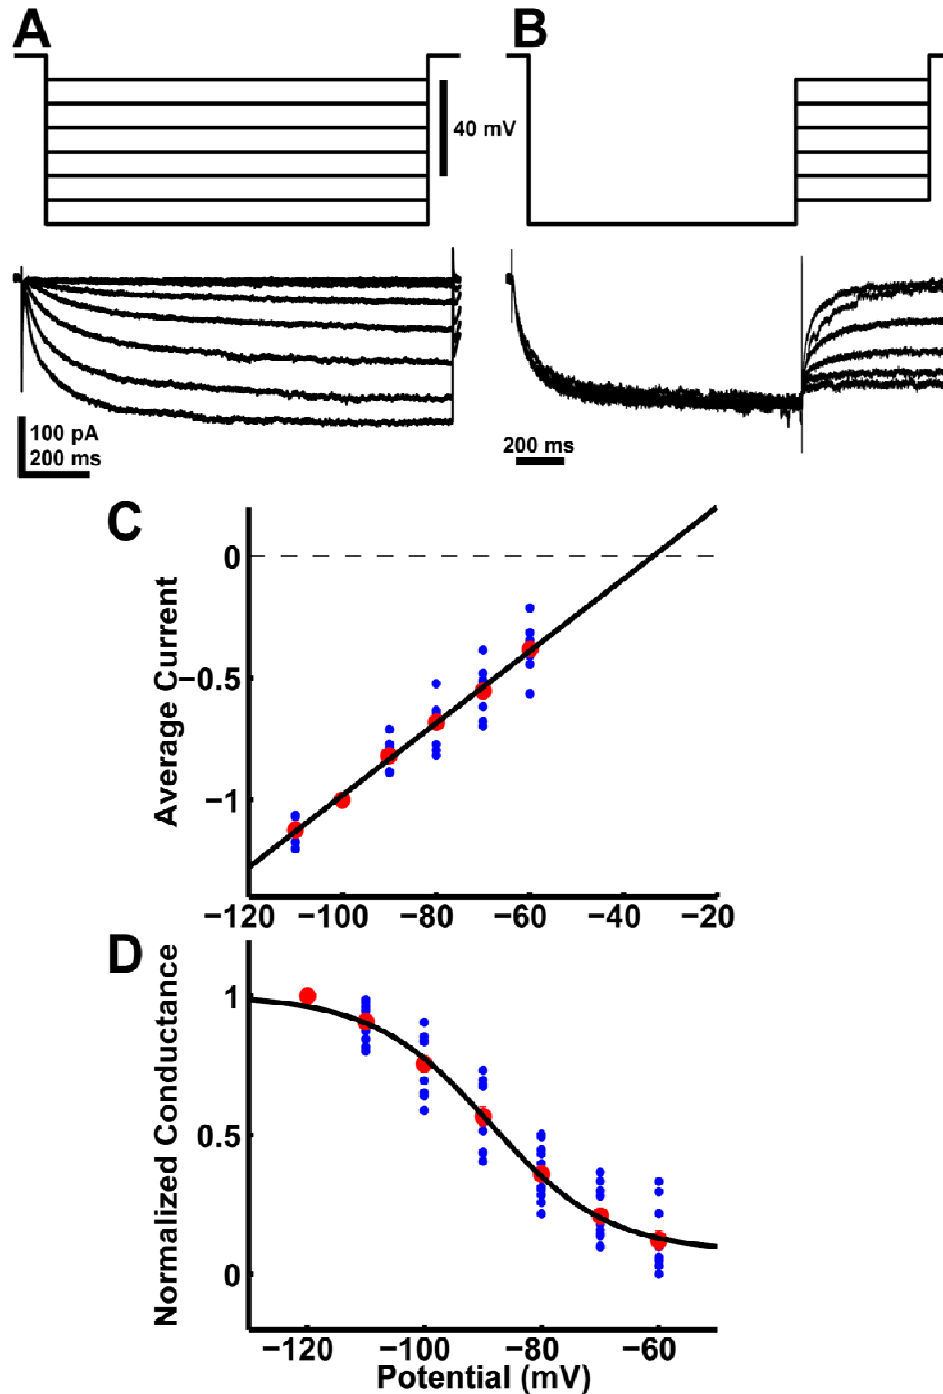 A B
40 mV
100 pA
200 ms
200 ms
C
Average Current
0
−0.5
−1
−120 −100 −80 −60 −40 −20
D
Normalized Conductance
1
0.5
0
−120 −100 −80 −60
Potential (mV)